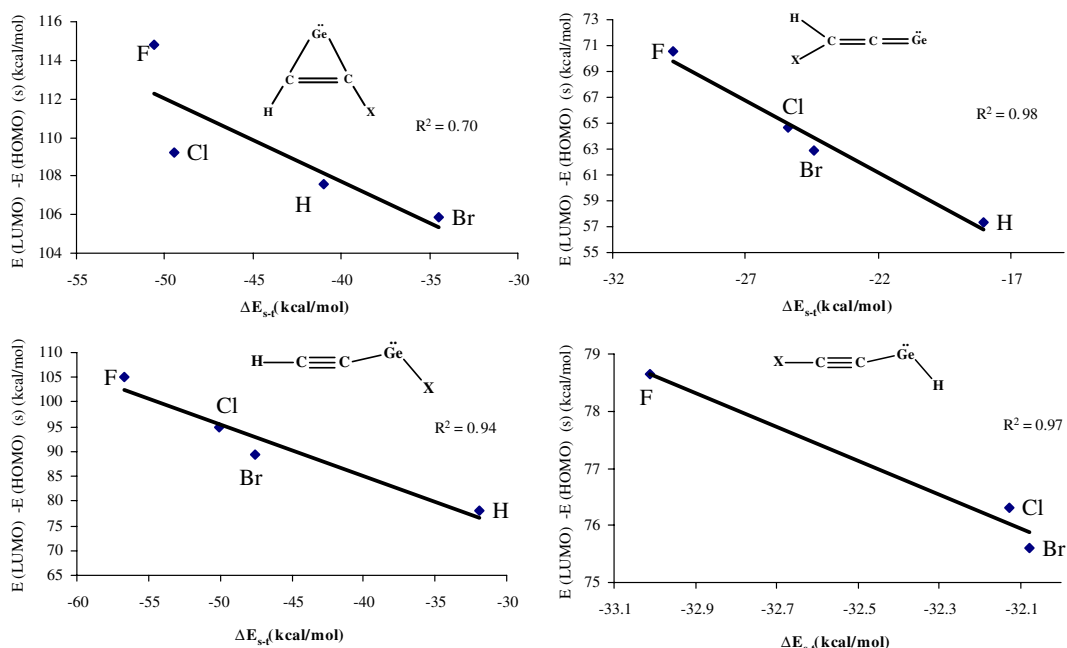 E (LUMO) -E (HOMO) (s) (kcal/mol)
116
114
112
110
108
106
104
-55
-50
-45
-40
-35
-30
ΔEs-t(kcal/mol)
F
Cl
H
Br
G̈e
C
C
H
X
R² = 0.70
E (LUMO) -E (HOMO) (s) (kcal/mol)
73
71
69
67
65
63
61
59
57
55
-32
-27
-22
-17
ΔEs-t(kcal/mol)
F
Cl
Br
H
H
X
C
C
G̈e
R² = 0.98
E (LUMO) -E (HOMO) (s) (kcal/mol)
110
105
100
95
90
85
80
75
70
65
-60
-55
-50
-45
-40
-35
-30
ΔEs-t(kcal/mol)
F
Cl
Br
H
H
C
C
G̈e
X
R² = 0.94
E (LUMO) -E (HOMO) (s) (kcal/mol)
79
78
77
76
75
-33.1
-32.9
-32.7
-32.5
-32.3
-32.1
ΔEs-t(kcal/mol)
F
Cl
Br
X
C
C
G̈e
H
R² = 0.97